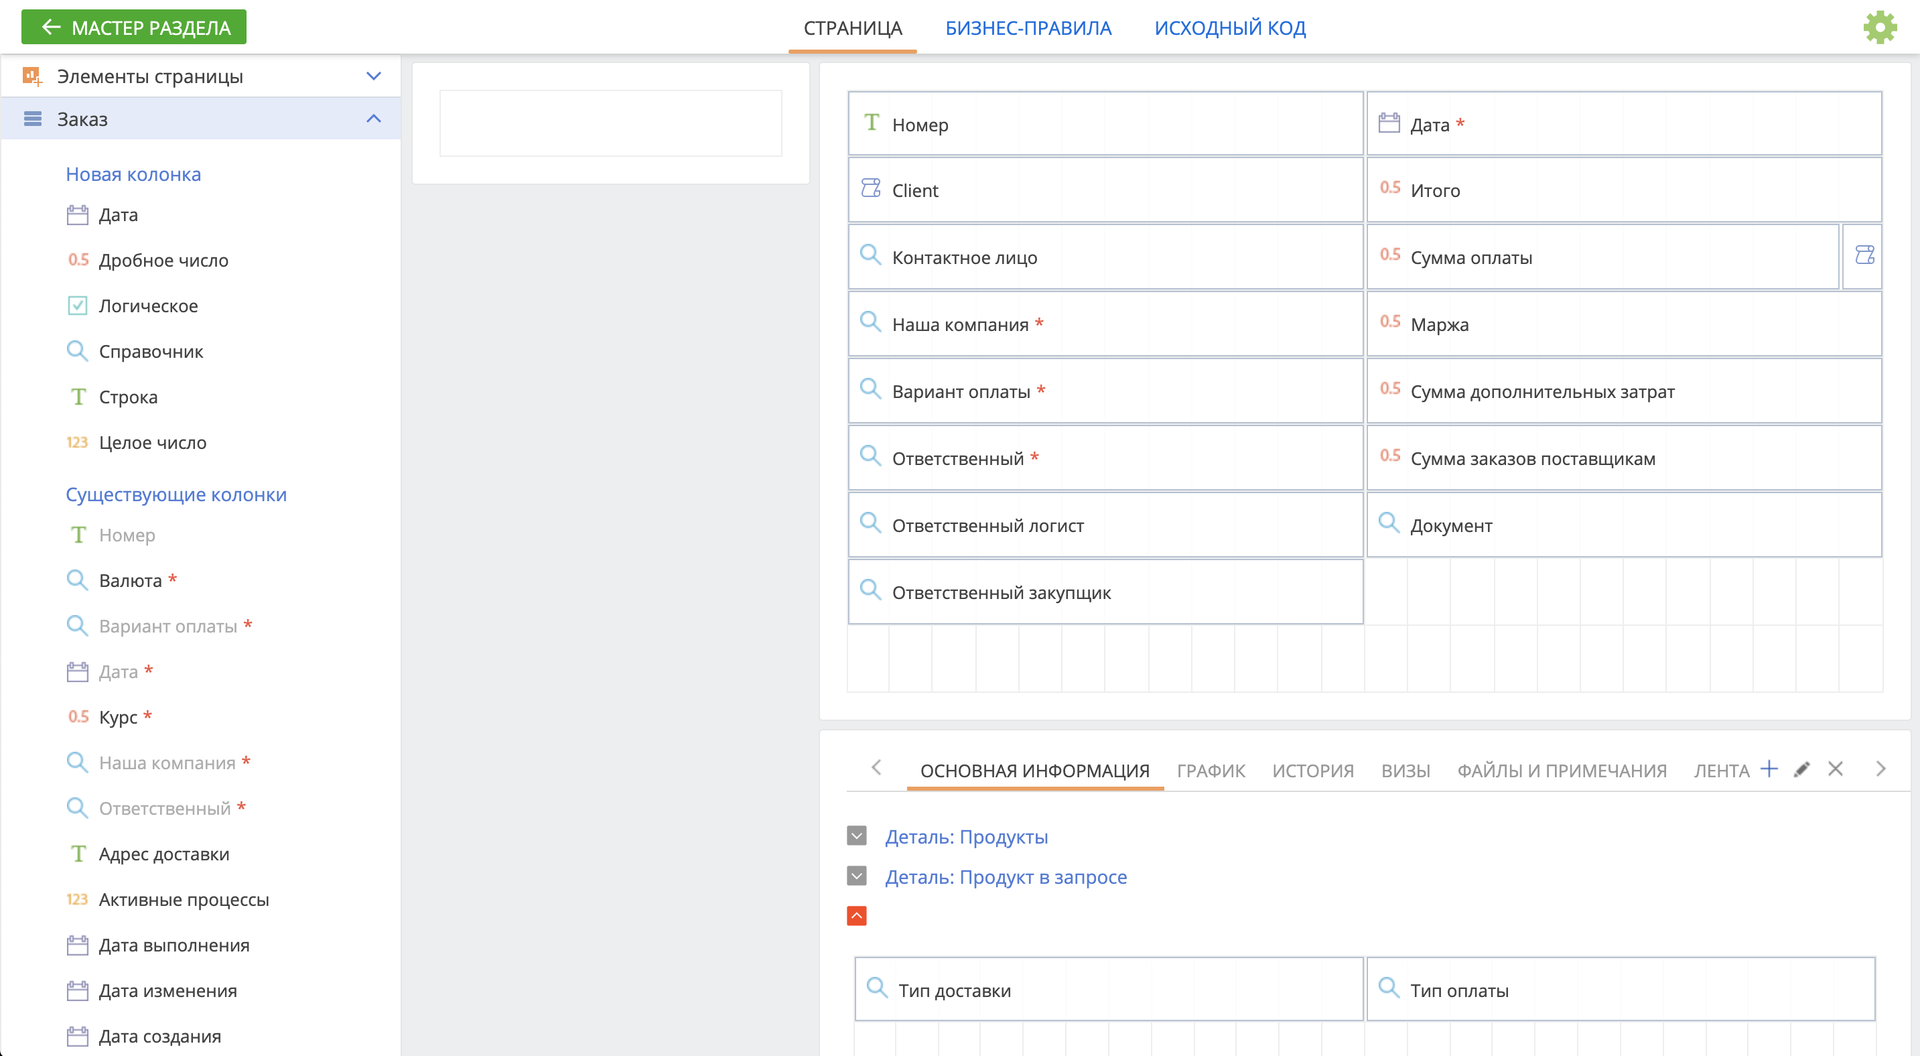 МАСТЕР РАЗДЕЛА
СТРАНИЦА
БИЗНЕС-ПРАВИЛА
ИСХОДНЫЙ КОД
Элементы страницы
Заказ
Новая колонка
Дата
0.5 Дробное число
Логическое
Справочник
T Строка
123 Целое число
Существующие колонки
T Номер
Валюта *
Вариант оплаты *
Дата *
0.5 Курс *
Наша компания *
Ответственный *
T Адрес доставки
123 Активные процессы
Дата выполнения
Дата изменения
Дата создания
T Номер
Дата *
Client
0.5 Итого
Контактное лицо
0.5 Сумма оплаты
Наша компания *
0.5 Маржа
Вариант оплаты *
0.5 Сумма дополнительных затрат
Ответственный *
0.5 Сумма заказов поставщикам
Ответственный логист
Документ
Ответственный закупщик
ОСНОВНАЯ ИНФОРМАЦИЯ
ГРАФИК
ИСТОРИЯ
ВИЗЫ
ФАЙЛЫ И ПРИМЕЧАНИЯ
ЛЕНТА
Деталь: Продукты
Деталь: Продукт в запросе
Тип доставки
Тип оплаты